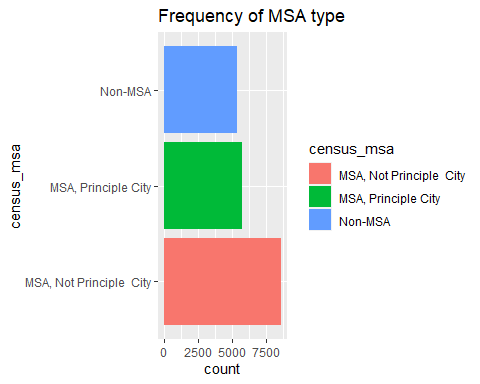 Frequency of MSA type
census_msa
Non-MSA
MSA, Principle City
MSA, Not Principle  City
0 2500 5000 7500
count
census_msa
MSA, Not Principle  City
MSA, Principle City
Non-MSA